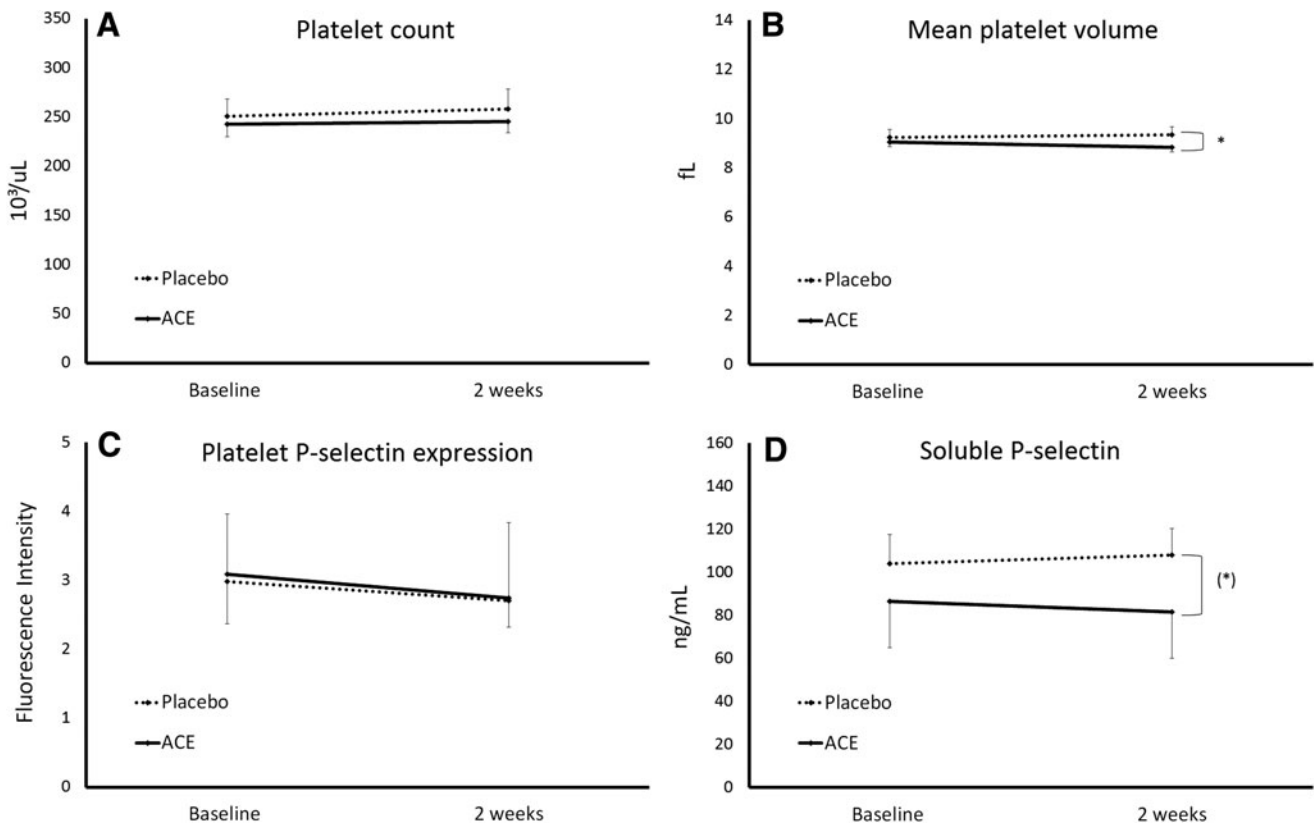 A
Platelet count
350
300
250
200
150
100
50
0
10³/uL
Placebo
ACE
Baseline
2 weeks
B
Mean platelet volume
14
12
10
8
6
4
2
0
fL
*
Placebo
ACE
Baseline
2 weeks
C
Platelet P-selectin expression
5
4
3
2
1
0
Fluorescence Intensity
Placebo
ACE
Baseline
2 weeks
D
Soluble P-selectin
160
140
120
100
80
60
40
20
0
ng/mL
(*)
Placebo
ACE
Baseline
2 weeks